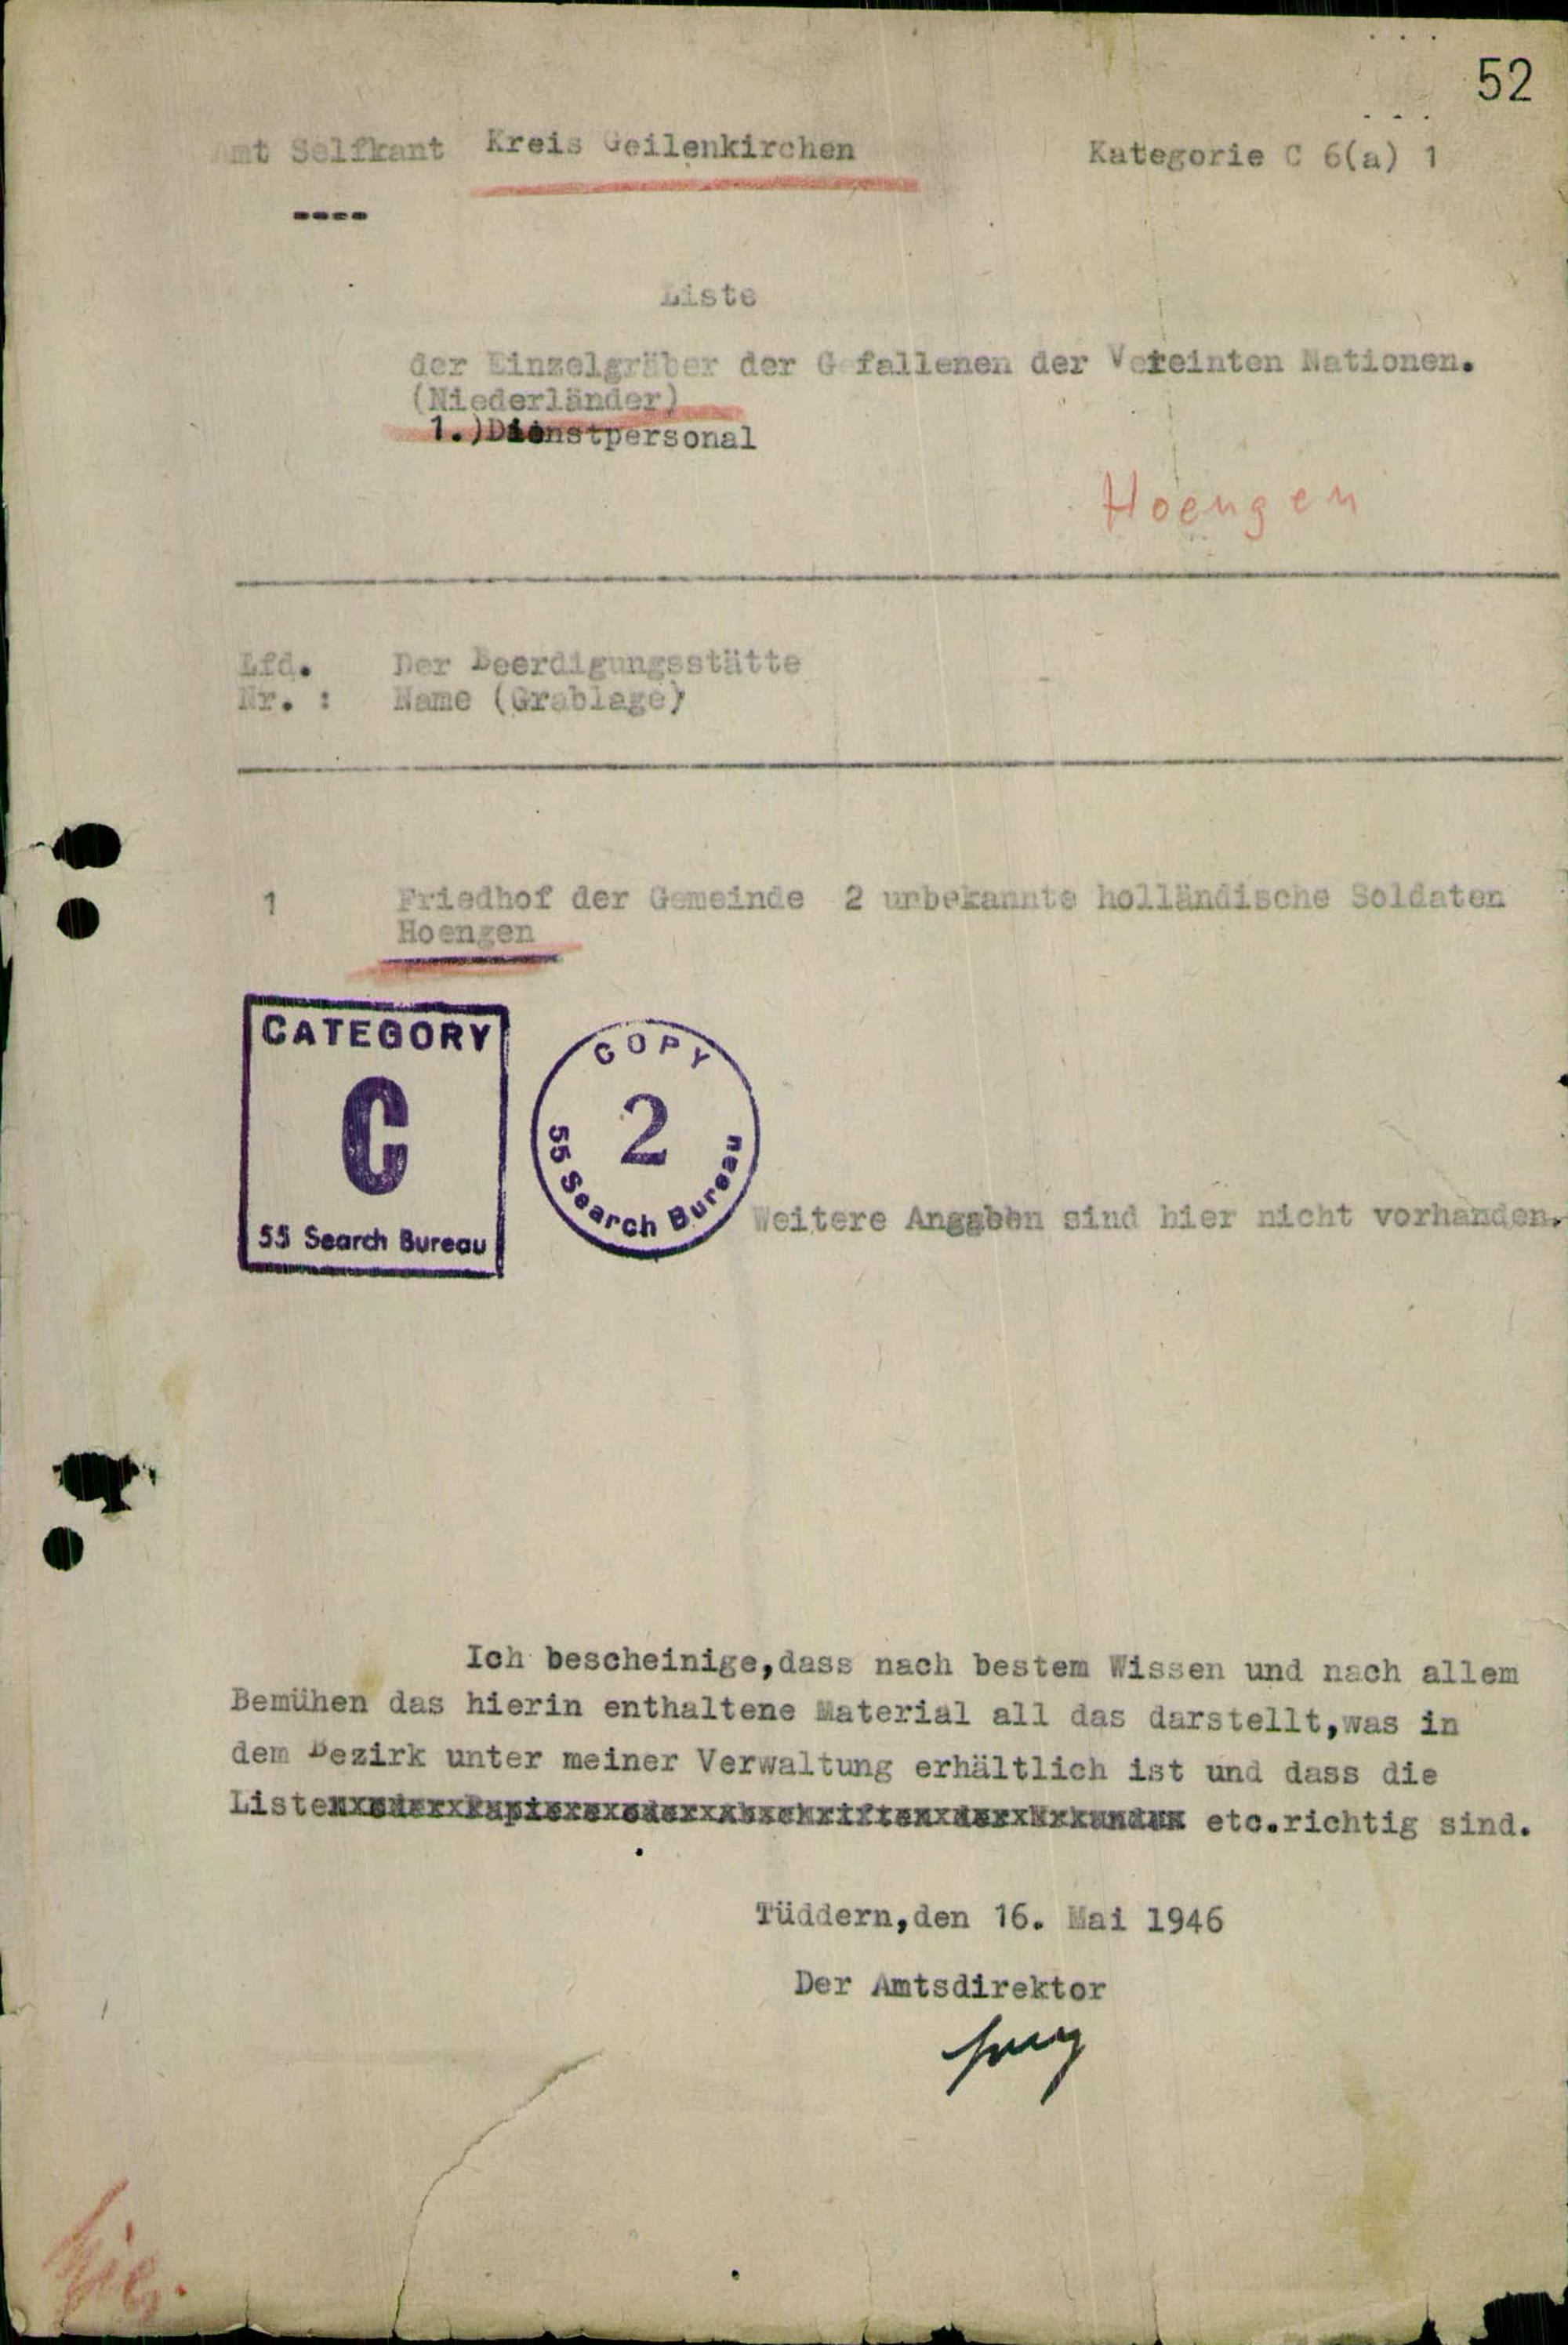 52
Amt Selfkant Kreis Geilenkirchen Kategorie C 6(a) 1
----
Liste
der Einzelgräber der Gefallenen der Vereinten Nationen.
(Niederländer)
1.)Dienstpersonal
Hoengen
Lfd. Der Beerdigungsstätte
Nr. : Name (Grablage)
1 Friedhof der Gemeinde 2 unbekannte holländische Soldaten
Hoengen
CATEGORY
C
55 Search Bureau
COPY
2
55 Search Bureau
Weitere Angaben sind hier nicht vorhanden.
Ich bescheinige,dass nach bestem Wissen und nach allem
Bemühen das hierin enthaltene Material all das darstellt,was in
dem Bezirk unter meiner Verwaltung erhältlich ist und dass die
Listen etc.richtig sind.
Tüddern,den 16. Mai 1946
Der Amtsdirektor